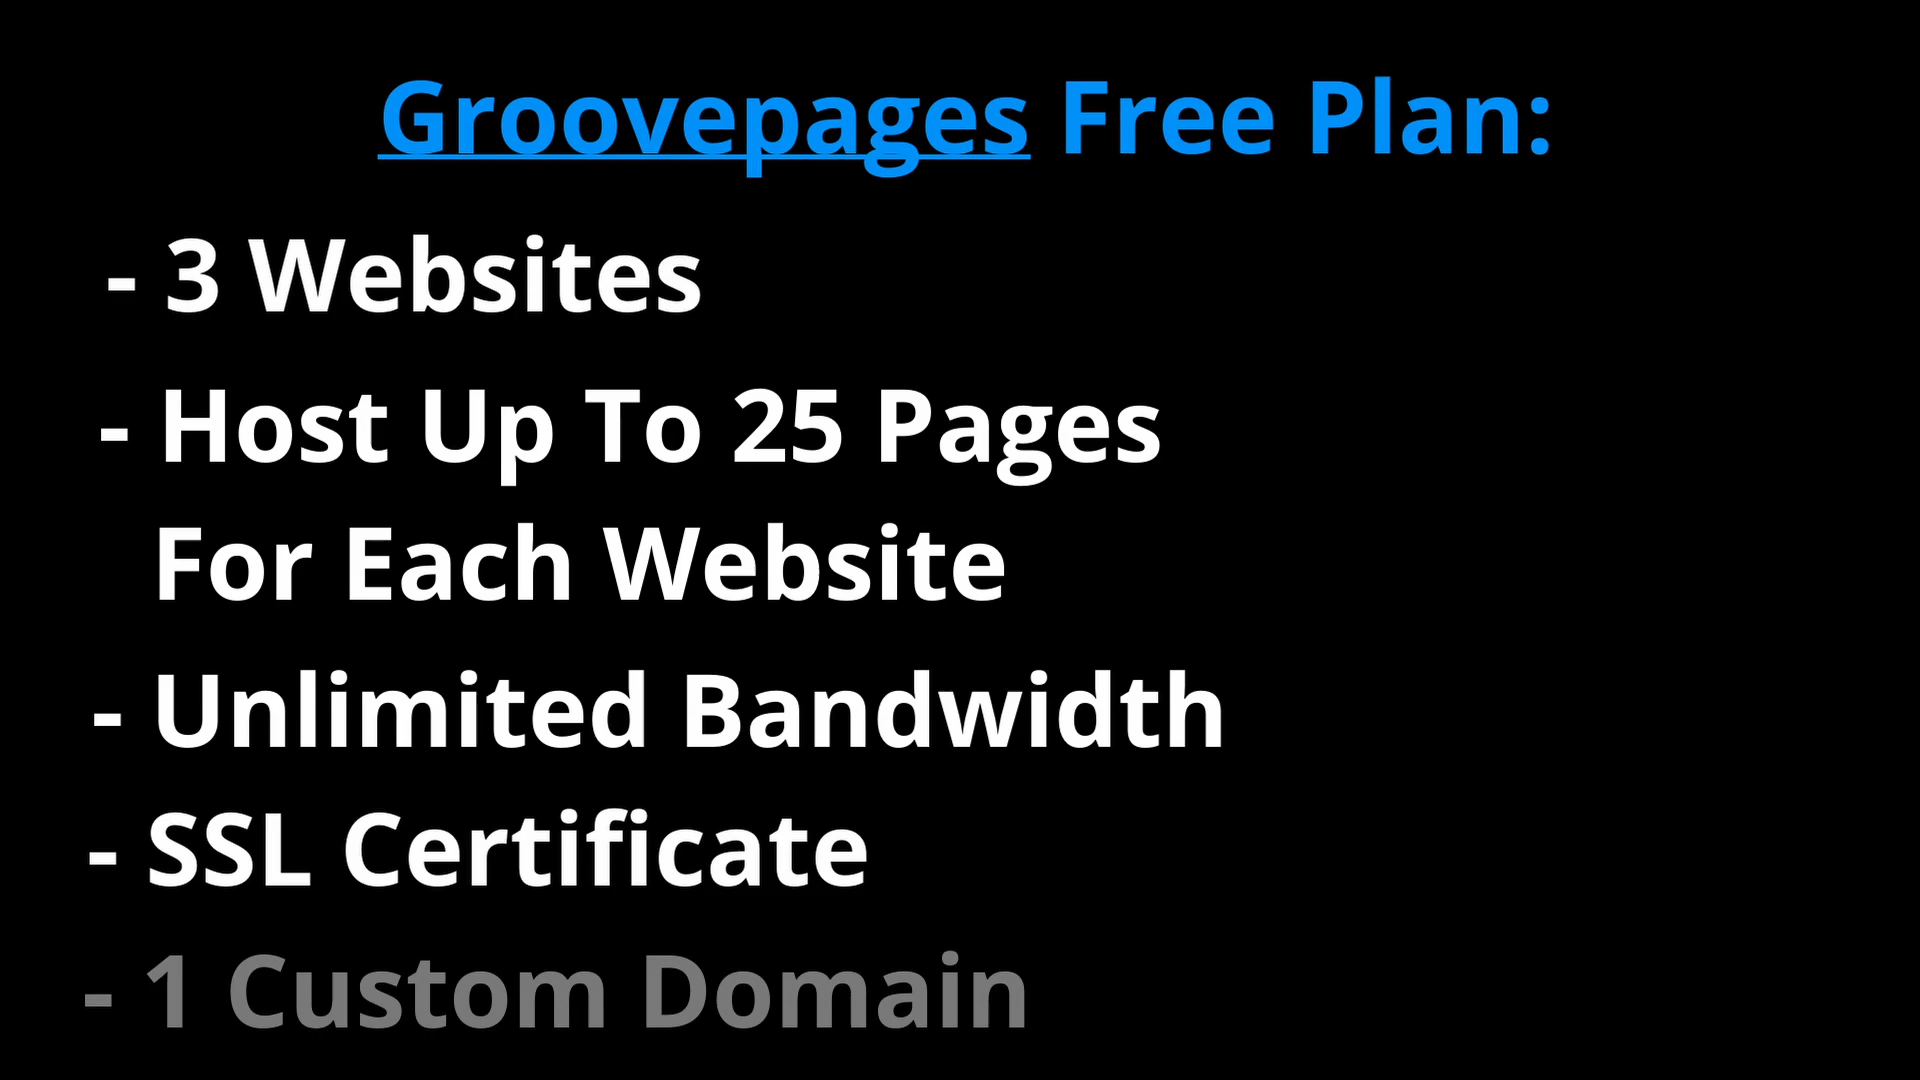 Groovepages Free Plan:
- 3 Websites
- Host Up To 25 Pages
For Each Website
- Unlimited Bandwidth
- SSL Certificate
- 1 Custom Domain